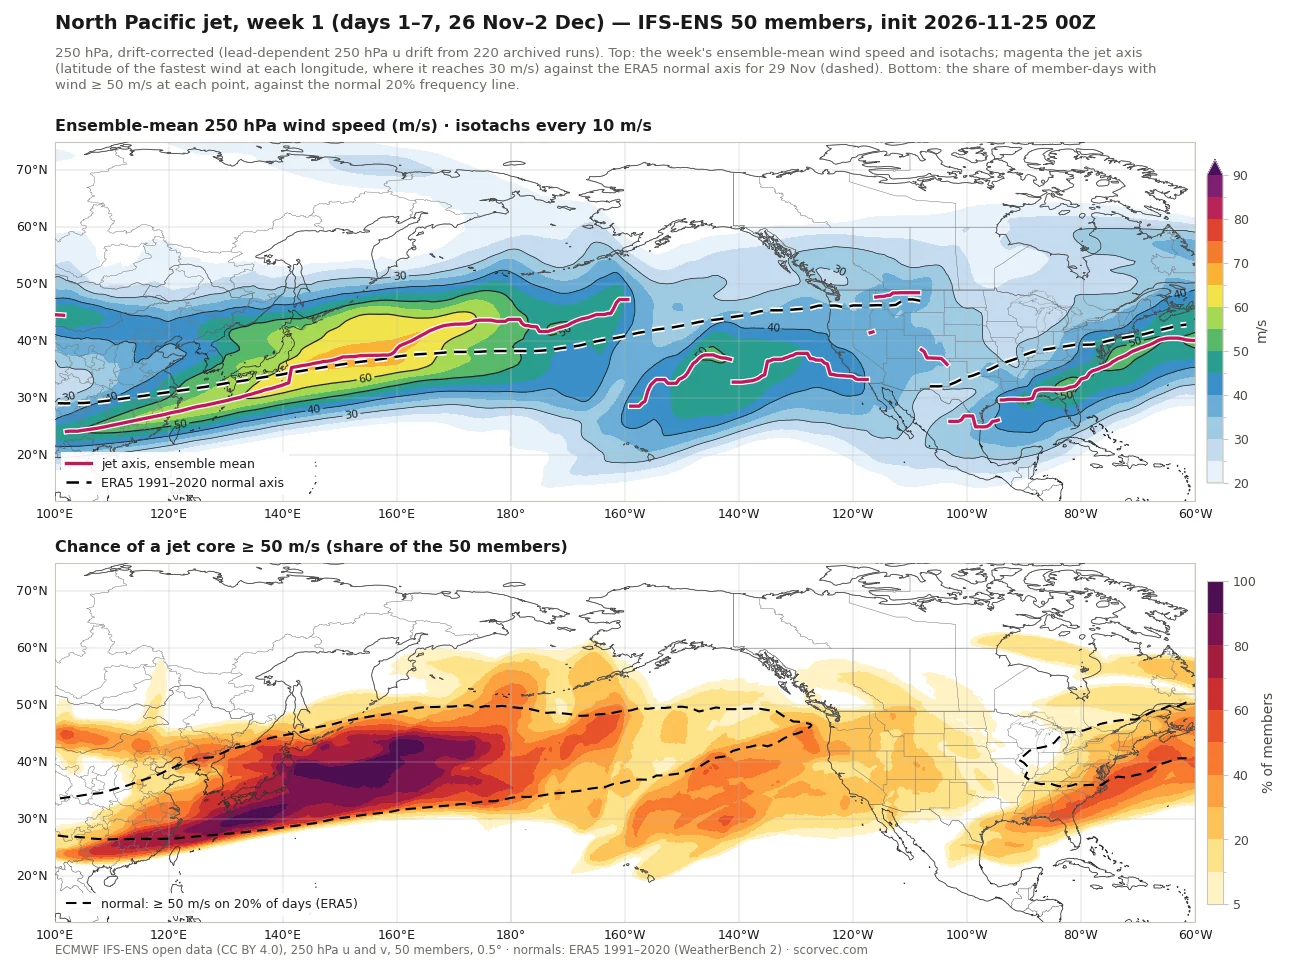 North Pacific jet, week 1 (days 1–7, 26 Nov–2 Dec) — IFS-ENS 50 members, init 2026-11-25 00Z
250 hPa, drift-corrected (lead-dependent 250 hPa u drift from 220 archived runs). Top: the week's ensemble-mean wind speed and isotachs; magenta the jet axis
(latitude of the fastest wind at each longitude, where it reaches 30 m/s) against the ERA5 normal axis for 29 Nov (dashed). Bottom: the share of member-days with
wind ≥ 50 m/s at each point, against the normal 20% frequency line.
Ensemble-mean 250 hPa wind speed (m/s) · isotachs every 10 m/s
70°N
60°N
50°N
40°N
30°N
20°N
30
30
40
60
50
40
30
40
30
50
50
40
jet axis, ensemble mean
ERA5 1991–2020 normal axis
100°E 120°E 140°E 160°E 180° 160°W 140°W 120°W 100°W 80°W 60°W
90
80
70
60
50
40
30
20
m/s
Chance of a jet core ≥ 50 m/s (share of the 50 members)
70°N
60°N
50°N
40°N
30°N
20°N
normal: ≥ 50 m/s on 20% of days (ERA5)
100°E 120°E 140°E 160°E 180° 160°W 140°W 120°W 100°W 80°W 60°W
100
80
60
40
20
10
5
% of members
ECMWF IFS-ENS open data (CC BY 4.0), 250 hPa u and v, 50 members, 0.5° · normals: ERA5 1991–2020 (WeatherBench 2) · scorvec.com